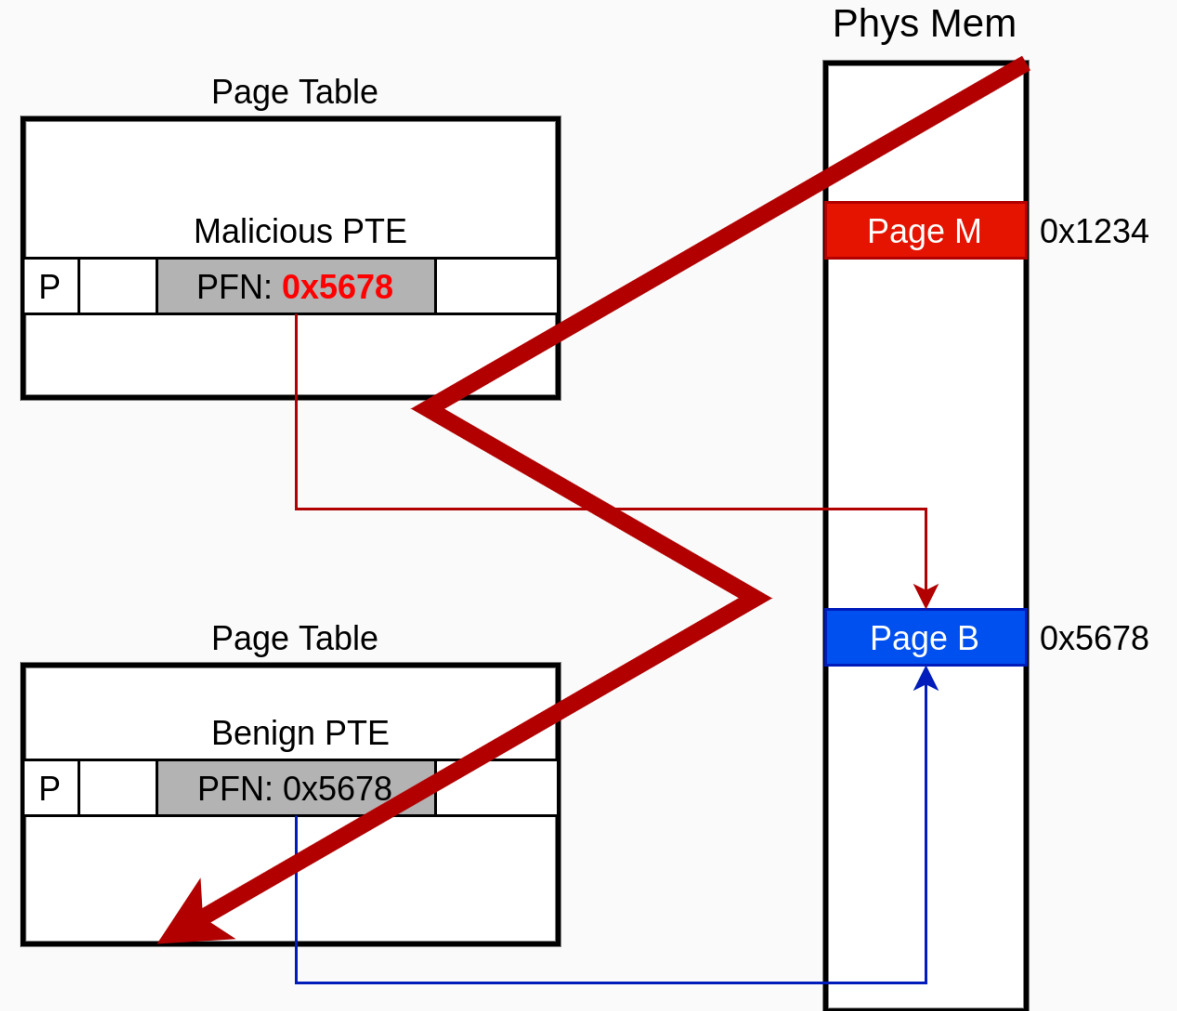 Phys Mem
Page Table
Malicious PTE
Page M 0x1234
P PFN: 0x5678
Page Table
Page B 0x5678
Benign PTE
P PFN: 0x5678